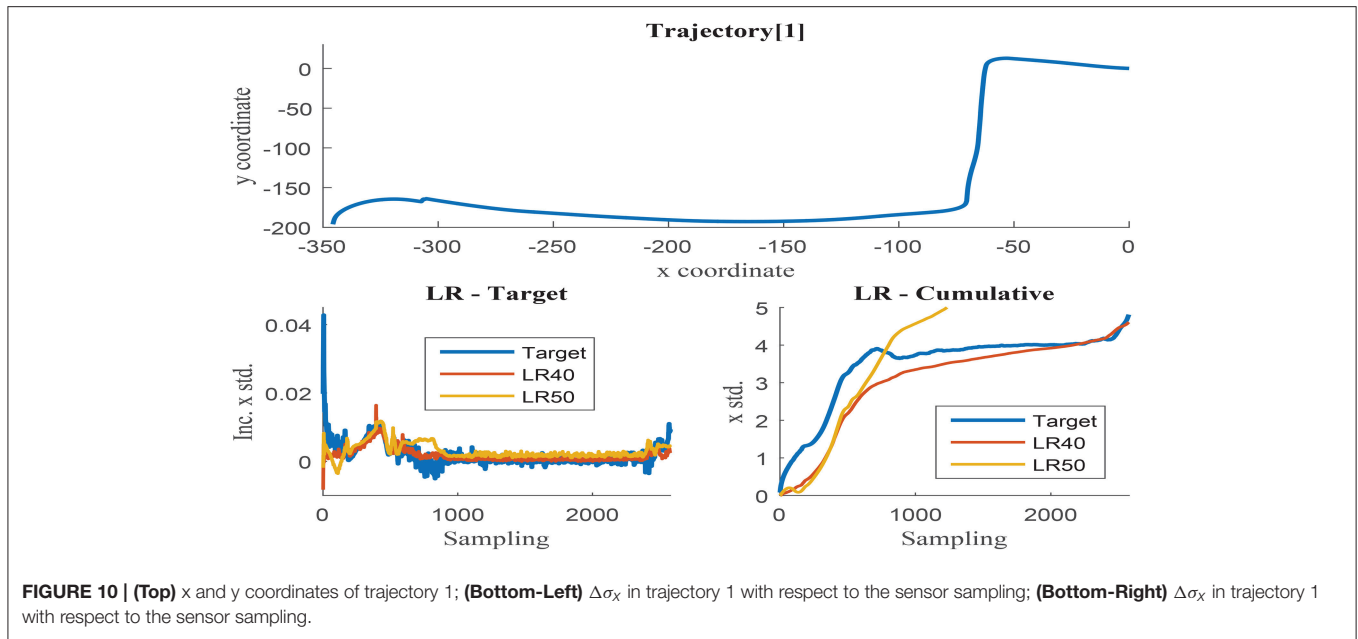 Trajectory[1]
y coordinate
0
-50
-100
-150
-200
-350 -300 -250 -200 -150 -100 -50 0
x coordinate
LR - Target
Inc. x std.
0.04
0.02
0
Target
LR40
LR50
0 1000 2000
Sampling
LR - Cumulative
x std.
5
4
3
2
1
0
Target
LR40
LR50
0 1000 2000
Sampling
FIGURE 10 | (Top) x and y coordinates of trajectory 1; (Bottom-Left) Δσ_X in trajectory 1 with respect to the sensor sampling; (Bottom-Right) Δσ_X in trajectory 1
with respect to the sensor sampling.